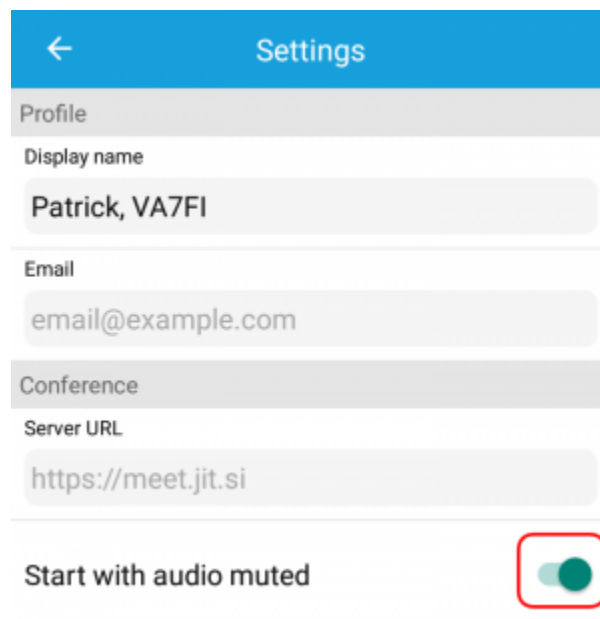 Settings
Profile
Display name
Patrick, VA7FI
Email
email@example.com
Conference
Server URL
https://meet.jit.si
Start with audio muted